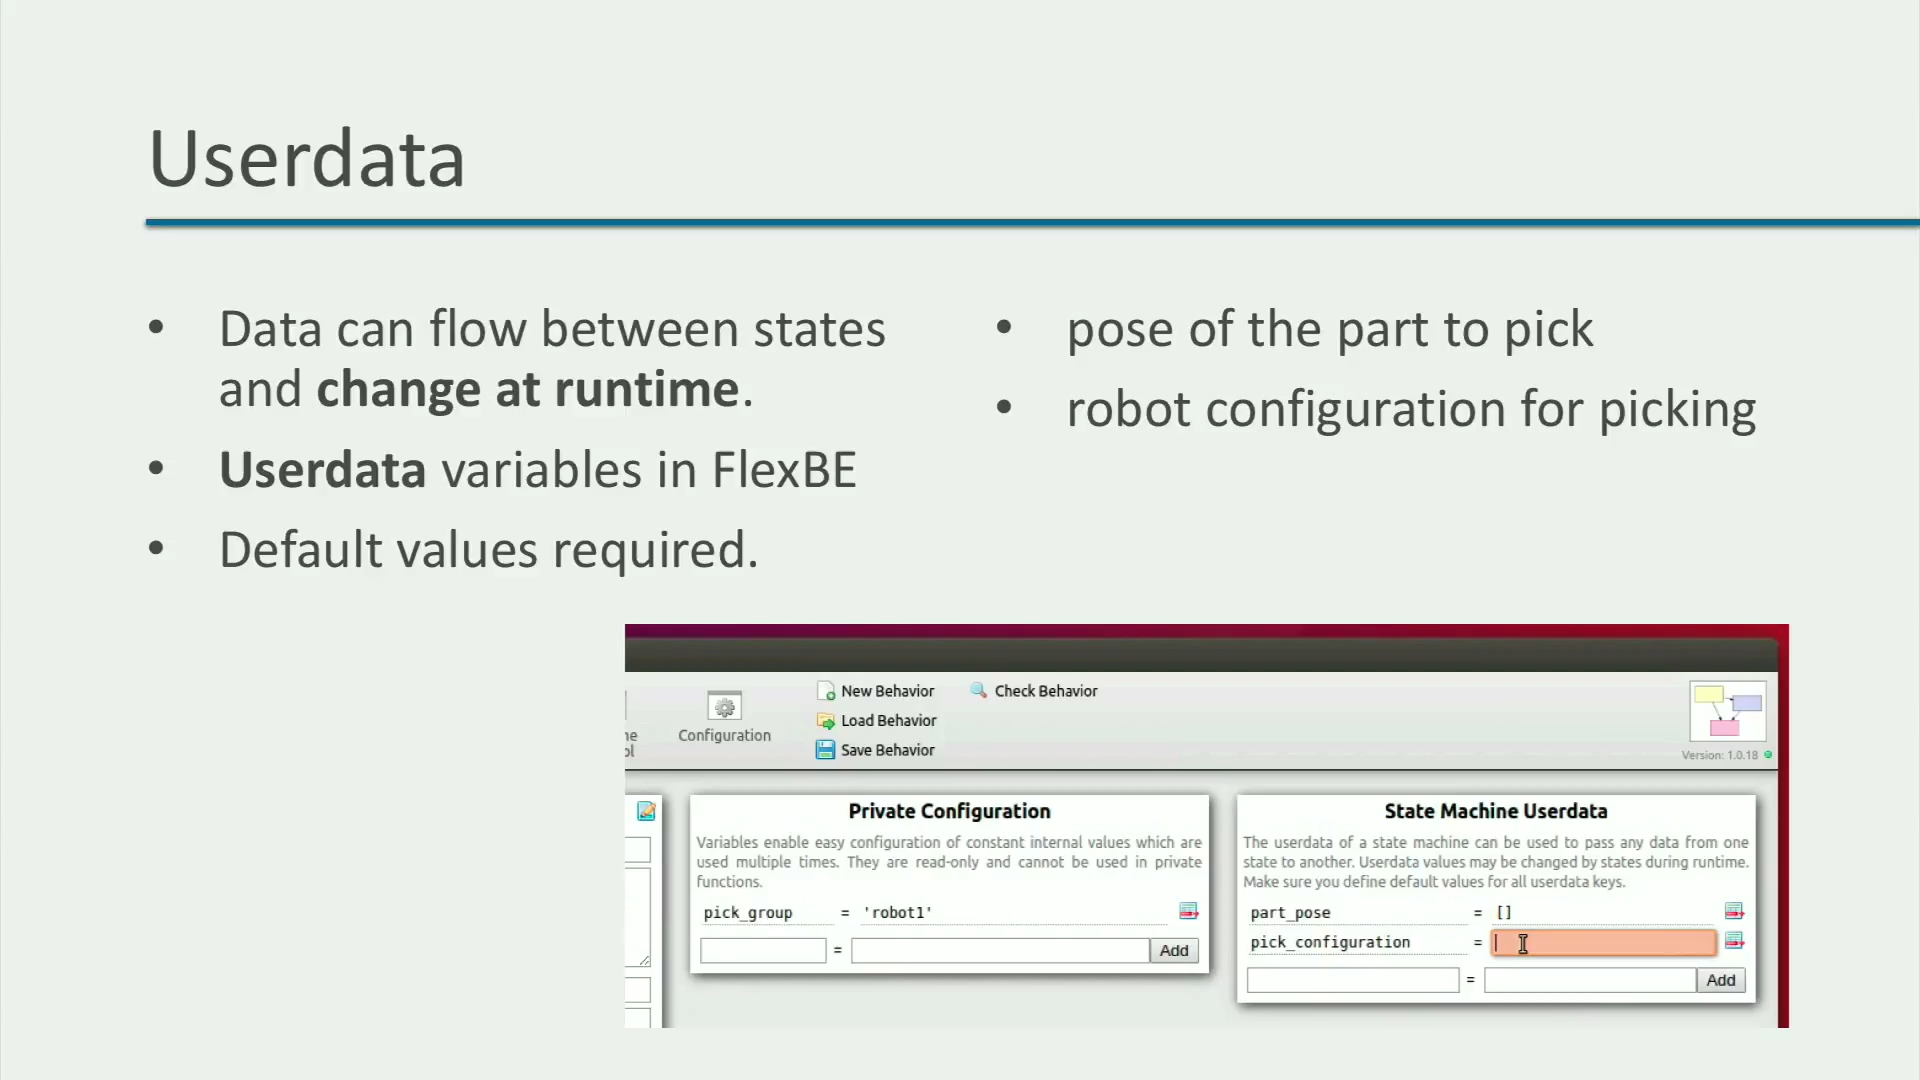 Userdata
• Data can flow between states
and change at runtime.
• Userdata variables in FlexBE
• Default values required.
• pose of the part to pick
• robot configuration for picking
New Behavior
Check Behavior
Load Behavior
Configuration
Save Behavior
Version: 1.0.18
Private Configuration
Variables enable easy configuration of constant internal values which are
used multiple times. They are read-only and cannot be used in private
functions.
pick_group = 'robot1'
= Add
State Machine Userdata
The userdata of a state machine can be used to pass any data from one
state to another. Userdata values may be changed by states during runtime.
Make sure you define default values for all userdata keys.
part_pose = []
pick_configuration =
= Add